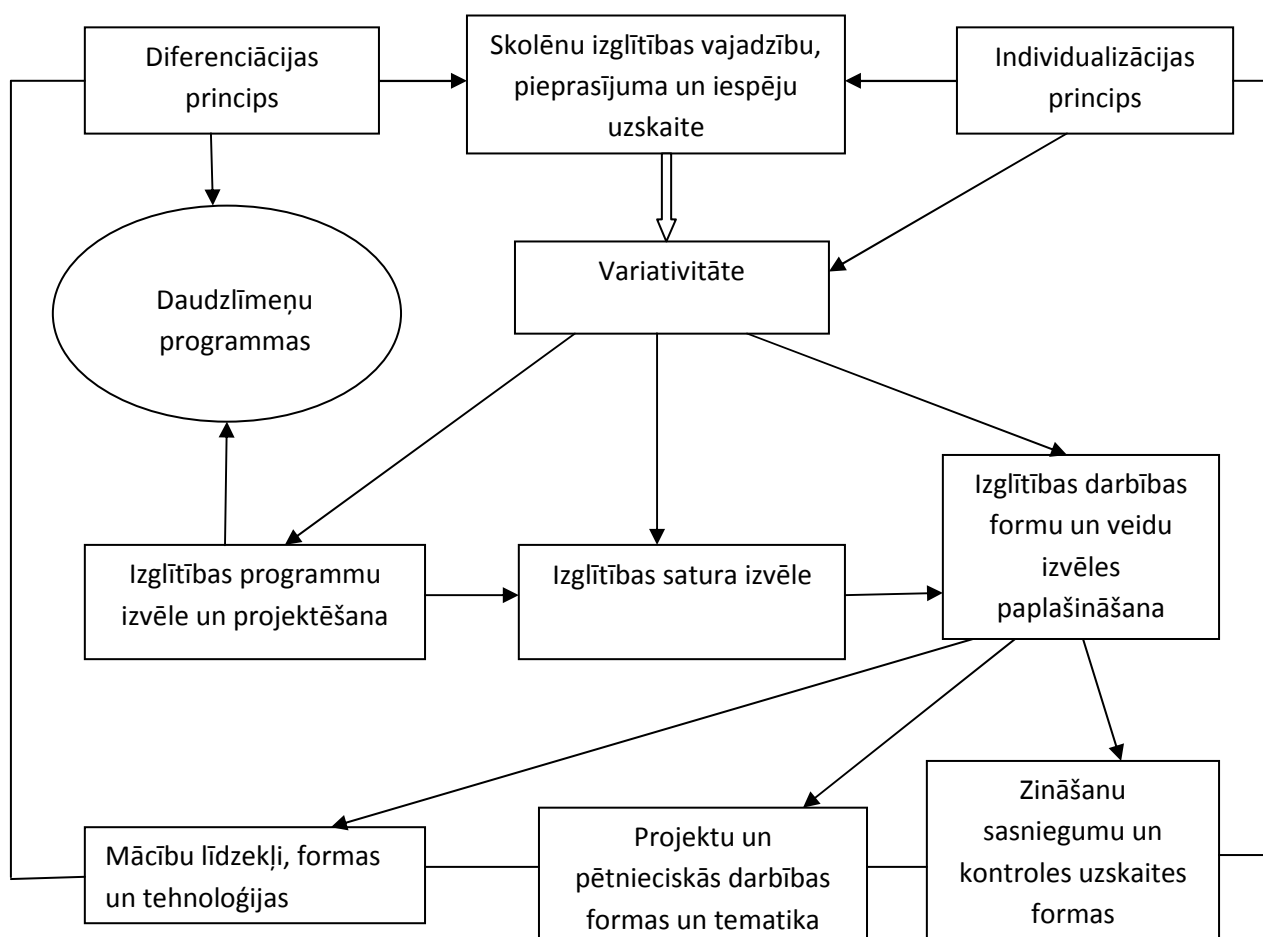 Diferenciācijas
princips
Skolēnu izglītības vajadzību,
pieprasījuma un iespēju
uzskaite
Individualizācijas
princips
Daudzlīmeņu
programmas
Variativitāte
Izglītības programmu
izvēle un projektēšana
Izglītības satura izvēle
Izglītības darbības
formu un veidu
izvēles
paplašināšana
Mācību līdzekļi, formas
un tehnoloģijas
Projektu un
pētnieciskās darbības
formas un tematika
Zināšanu
sasniegumu un
kontroles uzskaites
formas